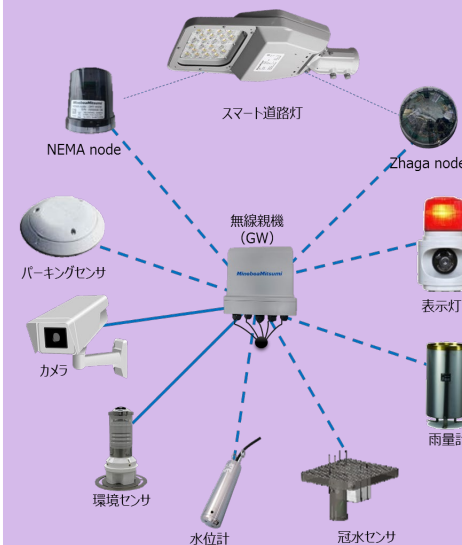 スマート道路灯
NEMA node
MinebeaMitsumi
Zhaga node
無線親機
(GW)
MinebeaMitsumi
パーキングセンサ
表示灯
カメラ
雨量計
環境センサ
水位計
冠水センサ